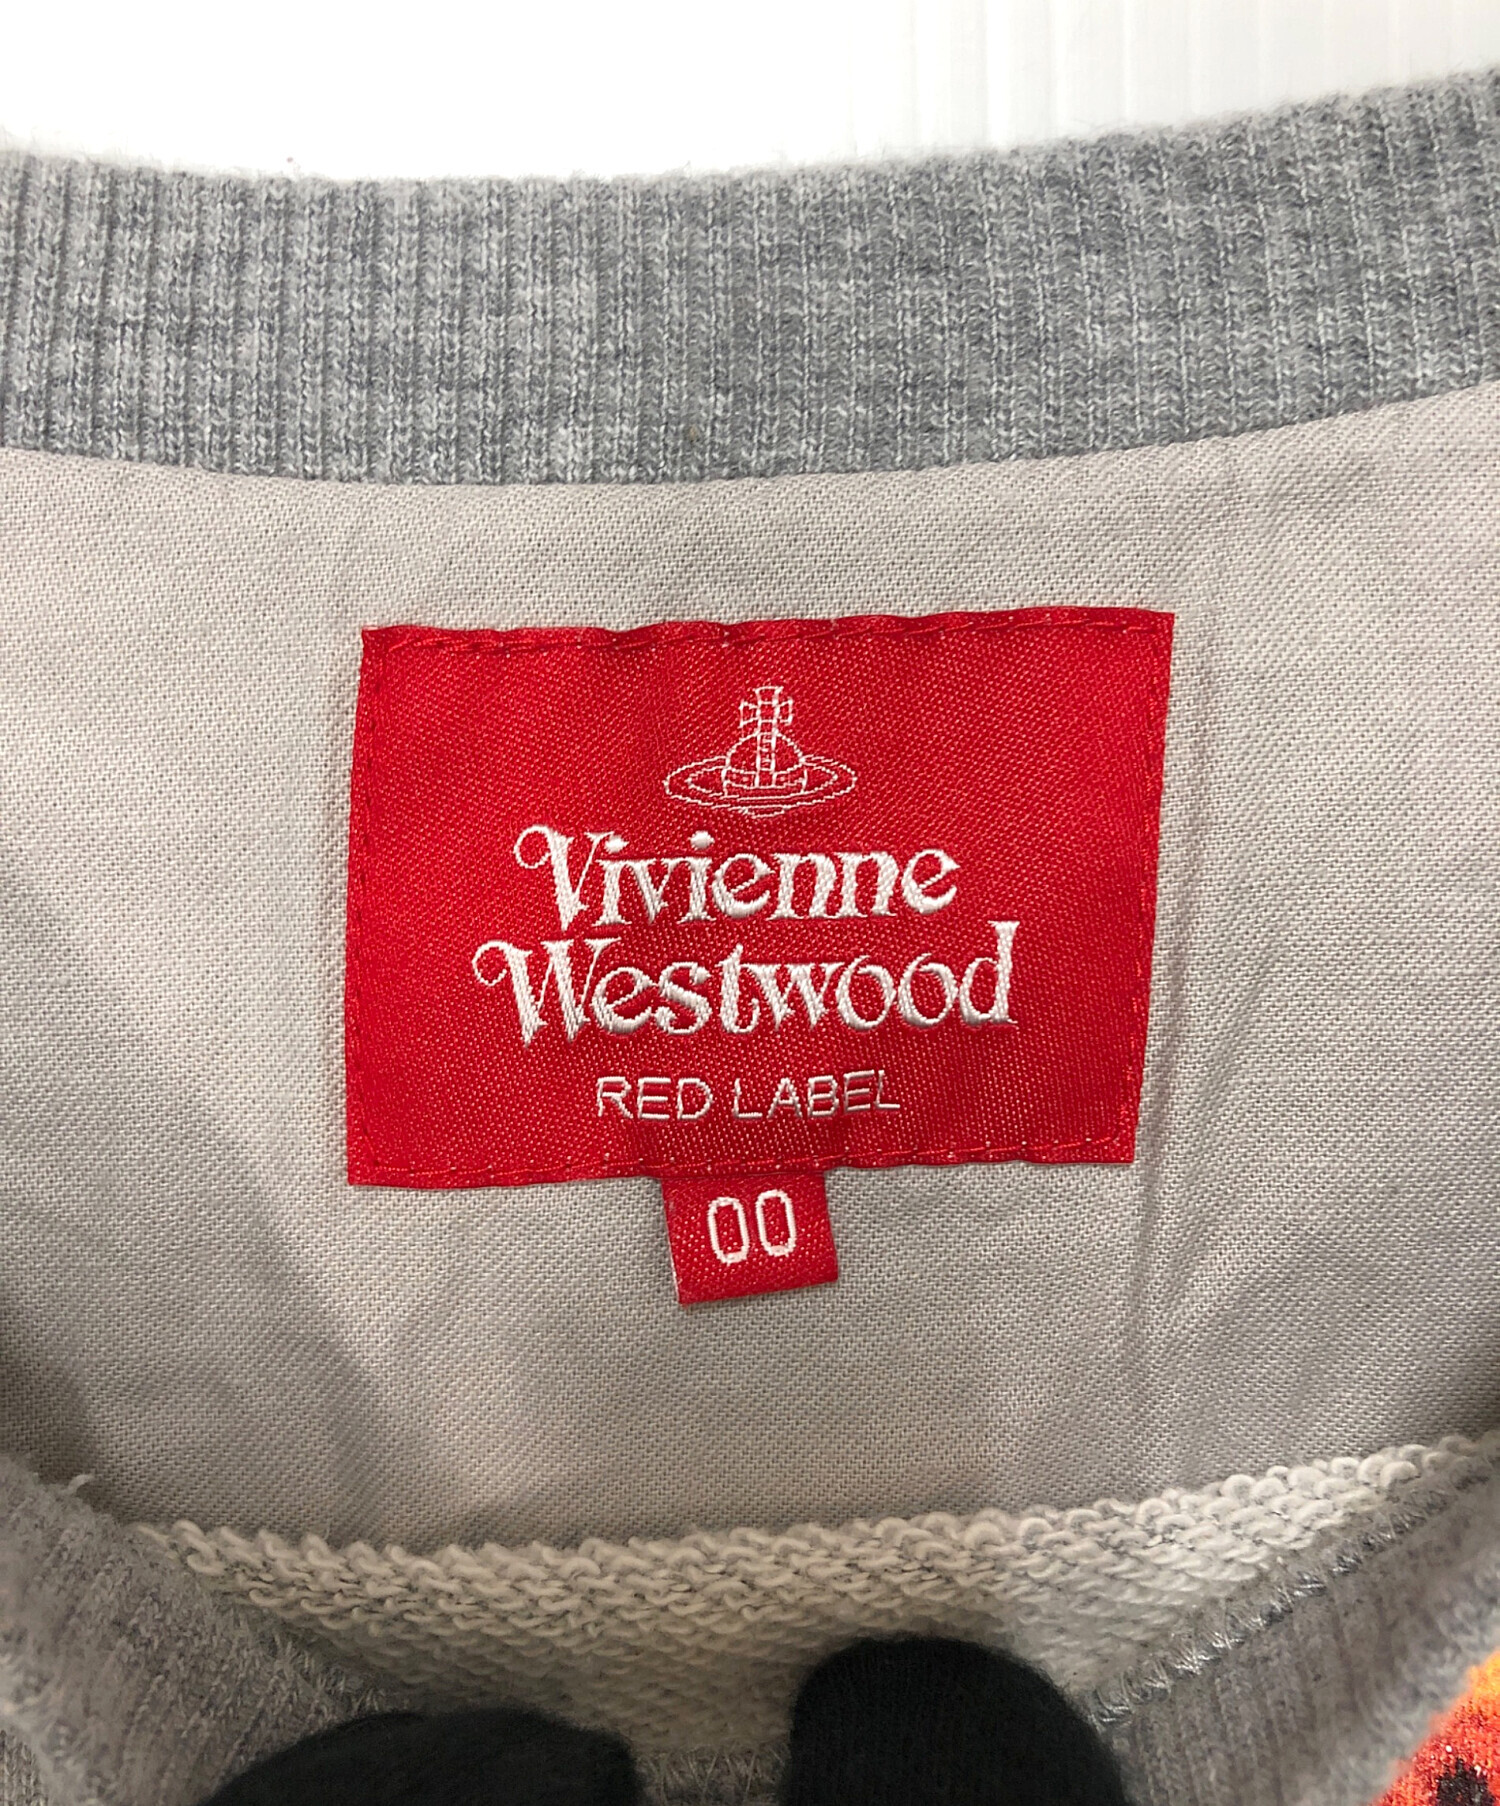 Vivienne
Westwood
RED LABEL
00